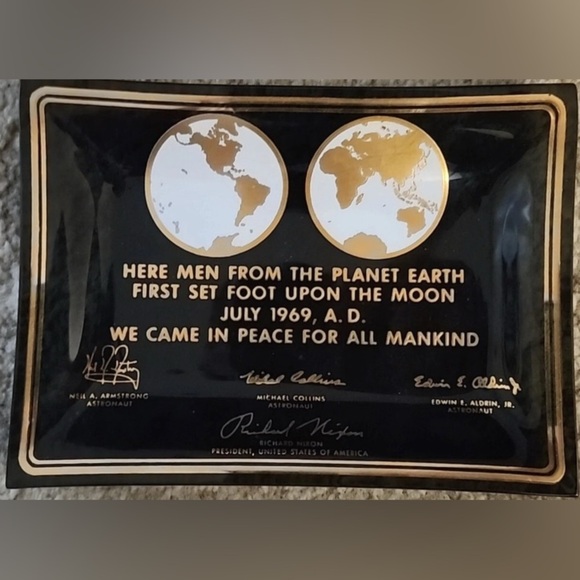 HERE MEN FROM THE PLANET EARTH
FIRST SET FOOT UPON THE MOON
JULY 1969, A. D.
WE CAME IN PEACE FOR ALL MANKIND
Neil A. Armstrong
NEIL A. ARMSTRONG
ASTRONAUT
Michael Collins
MICHAEL COLLINS
ASTRONAUT
Edwin E. Aldrin Jr.
EDWIN E. ALDRIN, JR.
ASTRONAUT
Richard Nixon
RICHARD NIXON
PRESIDENT, UNITED STATES OF AMERICA